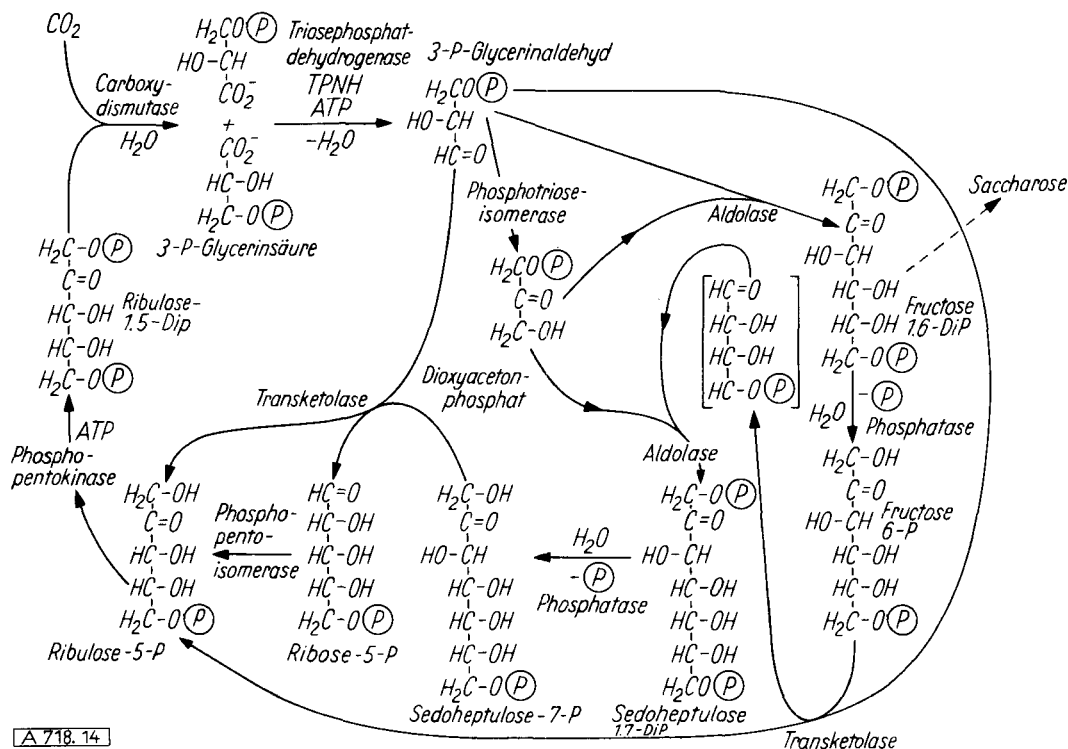 CO2
H2CO(P)
HO-CH
CO2-
+
CO2-
HC-OH
H2C-O(P)
3-P-Glycerinsäure
Carboxy-
dismutase
H2O
Triosephosphat-
dehydrogenase
TPNH
ATP
-H2O
3-P-Glycerinaldehyd
H2CO(P)
HO-CH
HC=O
Phosphotriose-
isomerase
H2CO(P)
C=O
H2C-OH
Dioxyaceton-
phosphat
Aldolase
HC=O
HC-OH
HC-OH
HC-O(P)
H2C-O(P)
C=O
HO-CH
HC-OH
HC-OH
H2C-O(P)
Fructose
1.6-DiP
Saccharose
H2O
-(P)
Phosphatase
H2C-OH
C=O
HO-CH
HC-OH
HC-OH
H2C-O(P)
Fructose
6-P
H2C-O(P)
C=O
HC-OH
HC-OH
H2C-O(P)
Ribulose-
1.5-Dip
ATP
Phospho-
pentokinase
Transketolase
H2C-OH
C=O
HC-OH
HC-OH
H2C-O(P)
Ribulose-5-P
Phospho-
pento-
isomerase
HC=O
HC-OH
HC-OH
HC-OH
H2C-O(P)
Ribose-5-P
H2C-OH
C=O
HO-CH
HC-OH
HC-OH
HC-OH
H2C-O(P)
Sedoheptulose-7-P
H2O
-(P)
Phosphatase
Aldolase
H2C-O(P)
C=O
HO-CH
HC-OH
HC-OH
HC-OH
H2CO(P)
Sedoheptulose
1.7-DiP
Transketolase
A 718. 14